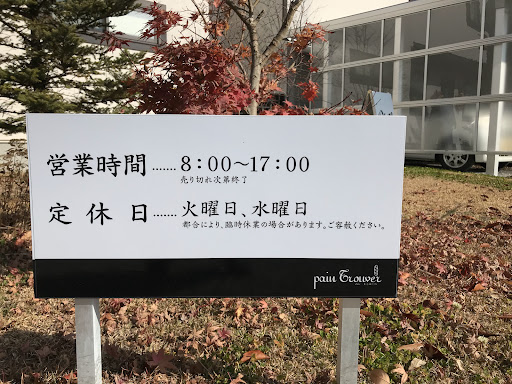 営業時間……. 8：00〜17：00
売り切れ次第終了
定休日……. 火曜日、水曜日
都合により、臨時休業の場合があります。ご容赦ください。
pain Trouver